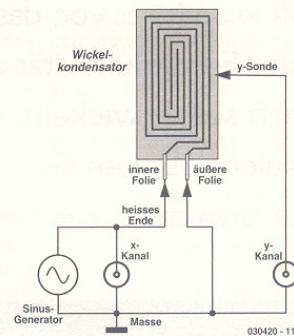 Wickel-
kondensator
y-Sonde
innere
Folie
äußere
Folie
heisses
Ende
x-
Kanal
y-
Kanal
Sinus-
Generator
Masse
030420 - 11